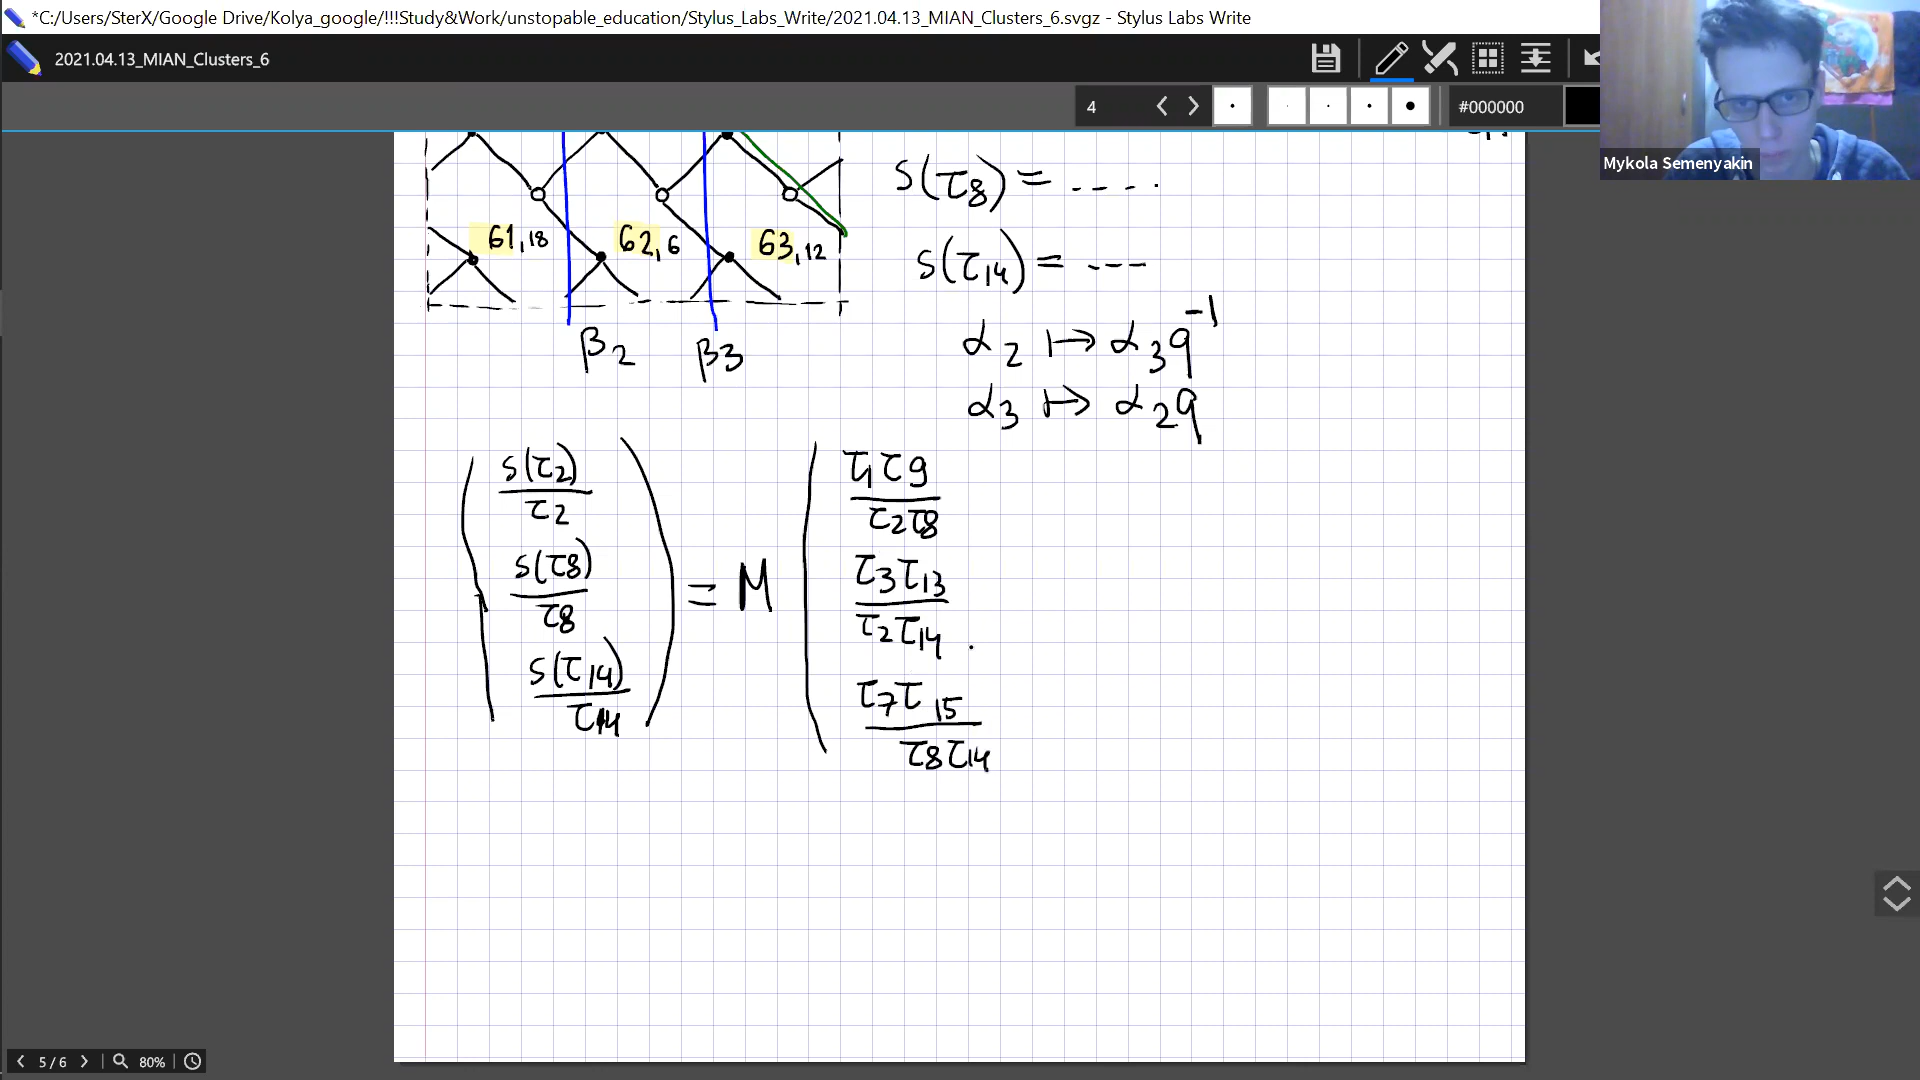 *C:/Users/SterX/Google Drive/Kolya_google/!!!Study&Work/unstopable_education/Stylus_Labs_Write/2021.04.13_MIAN_Clusters_6.svgz - Stylus Labs Write
2021.04.13_MIAN_Clusters_6
4
#000000
Mykola Semenyakin
s(τ₈) = - - - - .
61,18 62,6 63,12
s(τ₁₄) = - - -
β₂ β₃
α₂ ↦ α₃q⁻¹
α₃ ↦ α₂q
s(τ₂)/τ₂
s(τ₈)/τ₈
s(τ₁₄)/τ₁₄
= M
τ₁τ₉/τ₂τ₈
τ₃τ₁₃/τ₂τ₁₄ .
τ₇τ₁₅/τ₈τ₁₄
5 / 6 80%